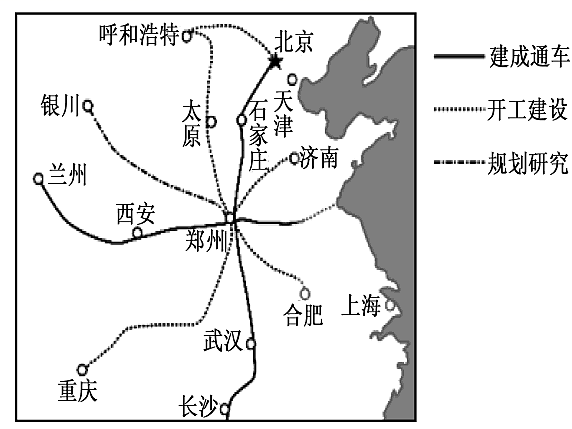 呼和浩特
北京
建成通车
银川
太原
石家庄
天津
开工建设
济南
规划研究
兰州
西安
郑州
合肥
上海
武汉
重庆
长沙